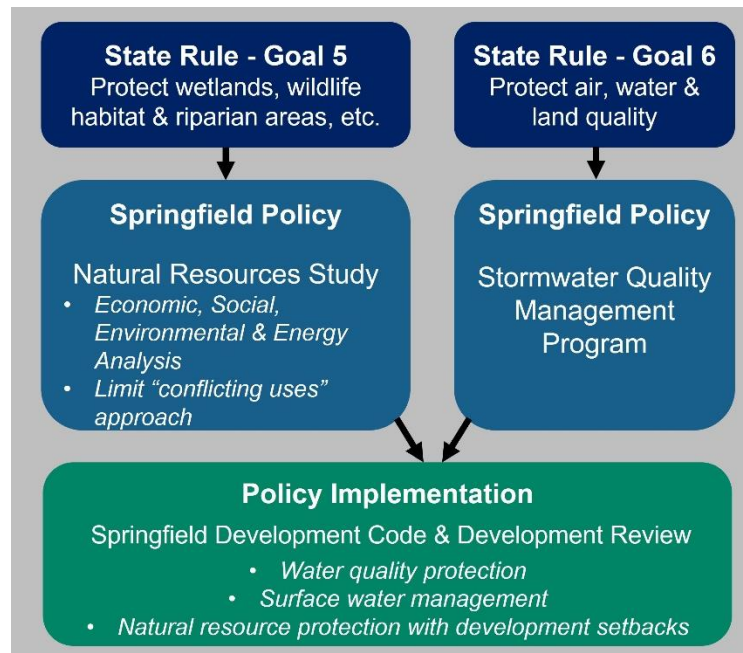 State Rule - Goal 5
Protect wetlands, wildlife
habitat & riparian areas, etc.
State Rule - Goal 6
Protect air, water &
land quality
Springfield Policy
Natural Resources Study
• Economic, Social,
Environmental & Energy
Analysis
• Limit “conflicting uses”
approach
Springfield Policy
Stormwater Quality
Management
Program
Policy Implementation
Springfield Development Code & Development Review
• Water quality protection
• Surface water management
• Natural resource protection with development setbacks